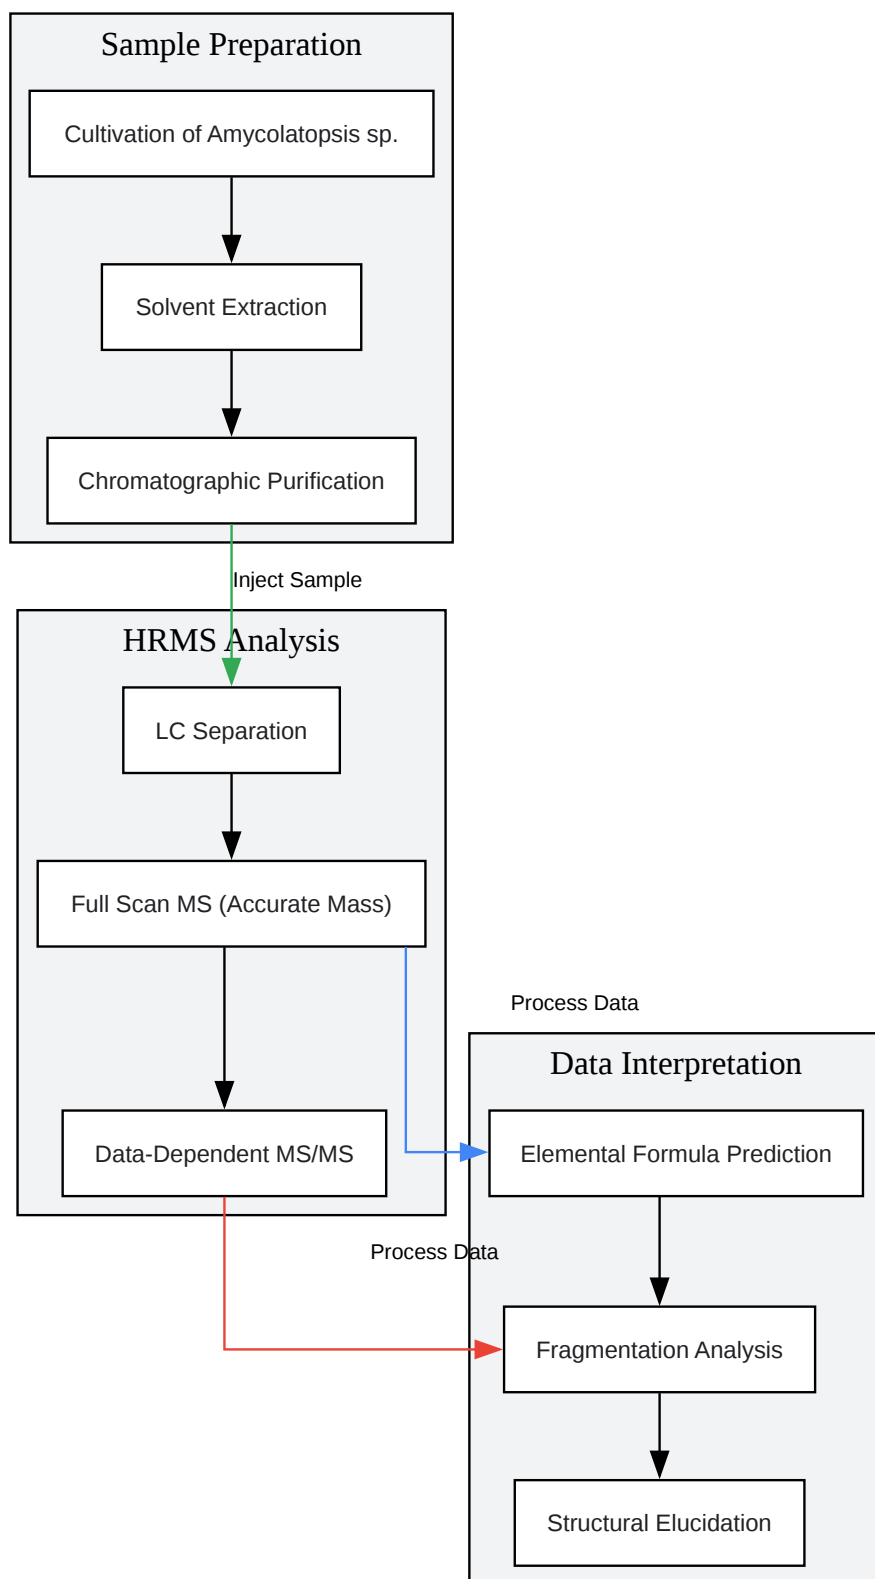 Sample Preparation
Cultivation of Amycolatopsis sp.
Solvent Extraction
Chromatographic Purification
Inject Sample
HRMS Analysis
LC Separation
Full Scan MS (Accurate Mass)
Process Data
Data Interpretation
Data-Dependent MS/MS
Elemental Formula Prediction
Process Data
Fragmentation Analysis
Structural Elucidation